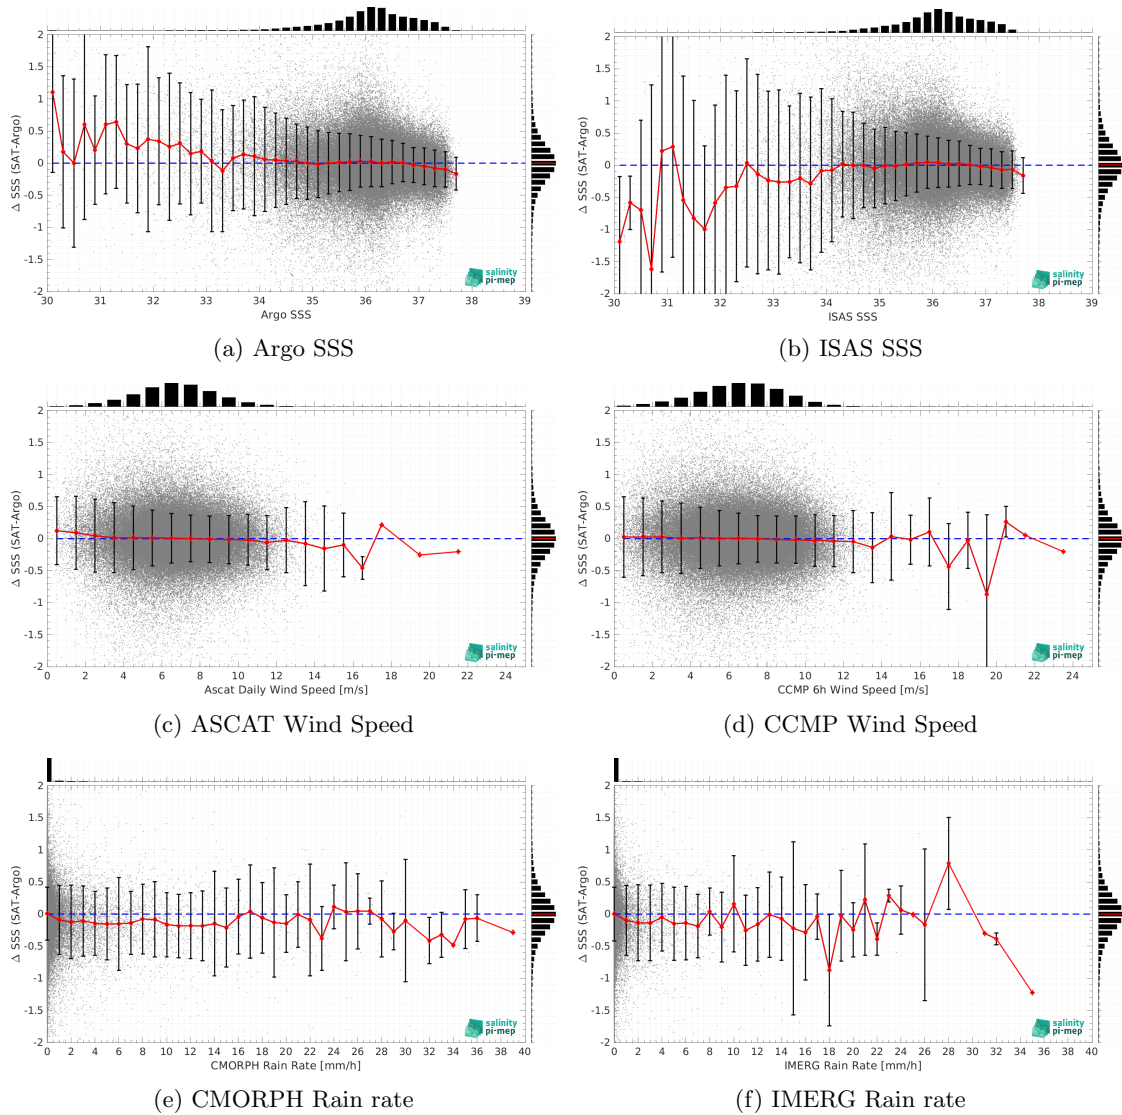 2
1.5
1
0.5
0
-0.5
-1
-1.5
-2
Δ SSS (SAT-Argo)
30 31 32 33 34 35 36 37 38 39
Argo SSS
salinity
pi-mep
(a) Argo SSS
2
1.5
1
0.5
0
-0.5
-1
-1.5
-2
Δ SSS (SAT-Argo)
30 31 32 33 34 35 36 37 38 39
ISAS SSS
salinity
pi-mep
(b) ISAS SSS
2
1.5
1
0.5
0
-0.5
-1
-1.5
-2
Δ SSS (SAT-Argo)
0 2 4 6 8 10 12 14 16 18 20 22 24
Ascat Daily Wind Speed [m/s]
salinity
pi-mep
(c) ASCAT Wind Speed
2
1.5
1
0.5
0
-0.5
-1
-1.5
-2
Δ SSS (SAT-Argo)
0 2 4 6 8 10 12 14 16 18 20 22 24
CCMP 6h Wind Speed [m/s]
salinity
pi-mep
(d) CCMP Wind Speed
2
1.5
1
0.5
0
-0.5
-1
-1.5
-2
Δ SSS (SAT-Argo)
0 2 4 6 8 10 12 14 16 18 20 22 24 26 28 30 32 34 36 38 40
CMORPH Rain Rate [mm/h]
salinity
pi-mep
(e) CMORPH Rain rate
2
1.5
1
0.5
0
-0.5
-1
-1.5
-2
Δ SSS (SAT-Argo)
0 2 4 6 8 10 12 14 16 18 20 22 24 26 28 30 32 34 36 38 40
IMERG Rain Rate [mm/h]
salinity
pi-mep
(f) IMERG Rain rate